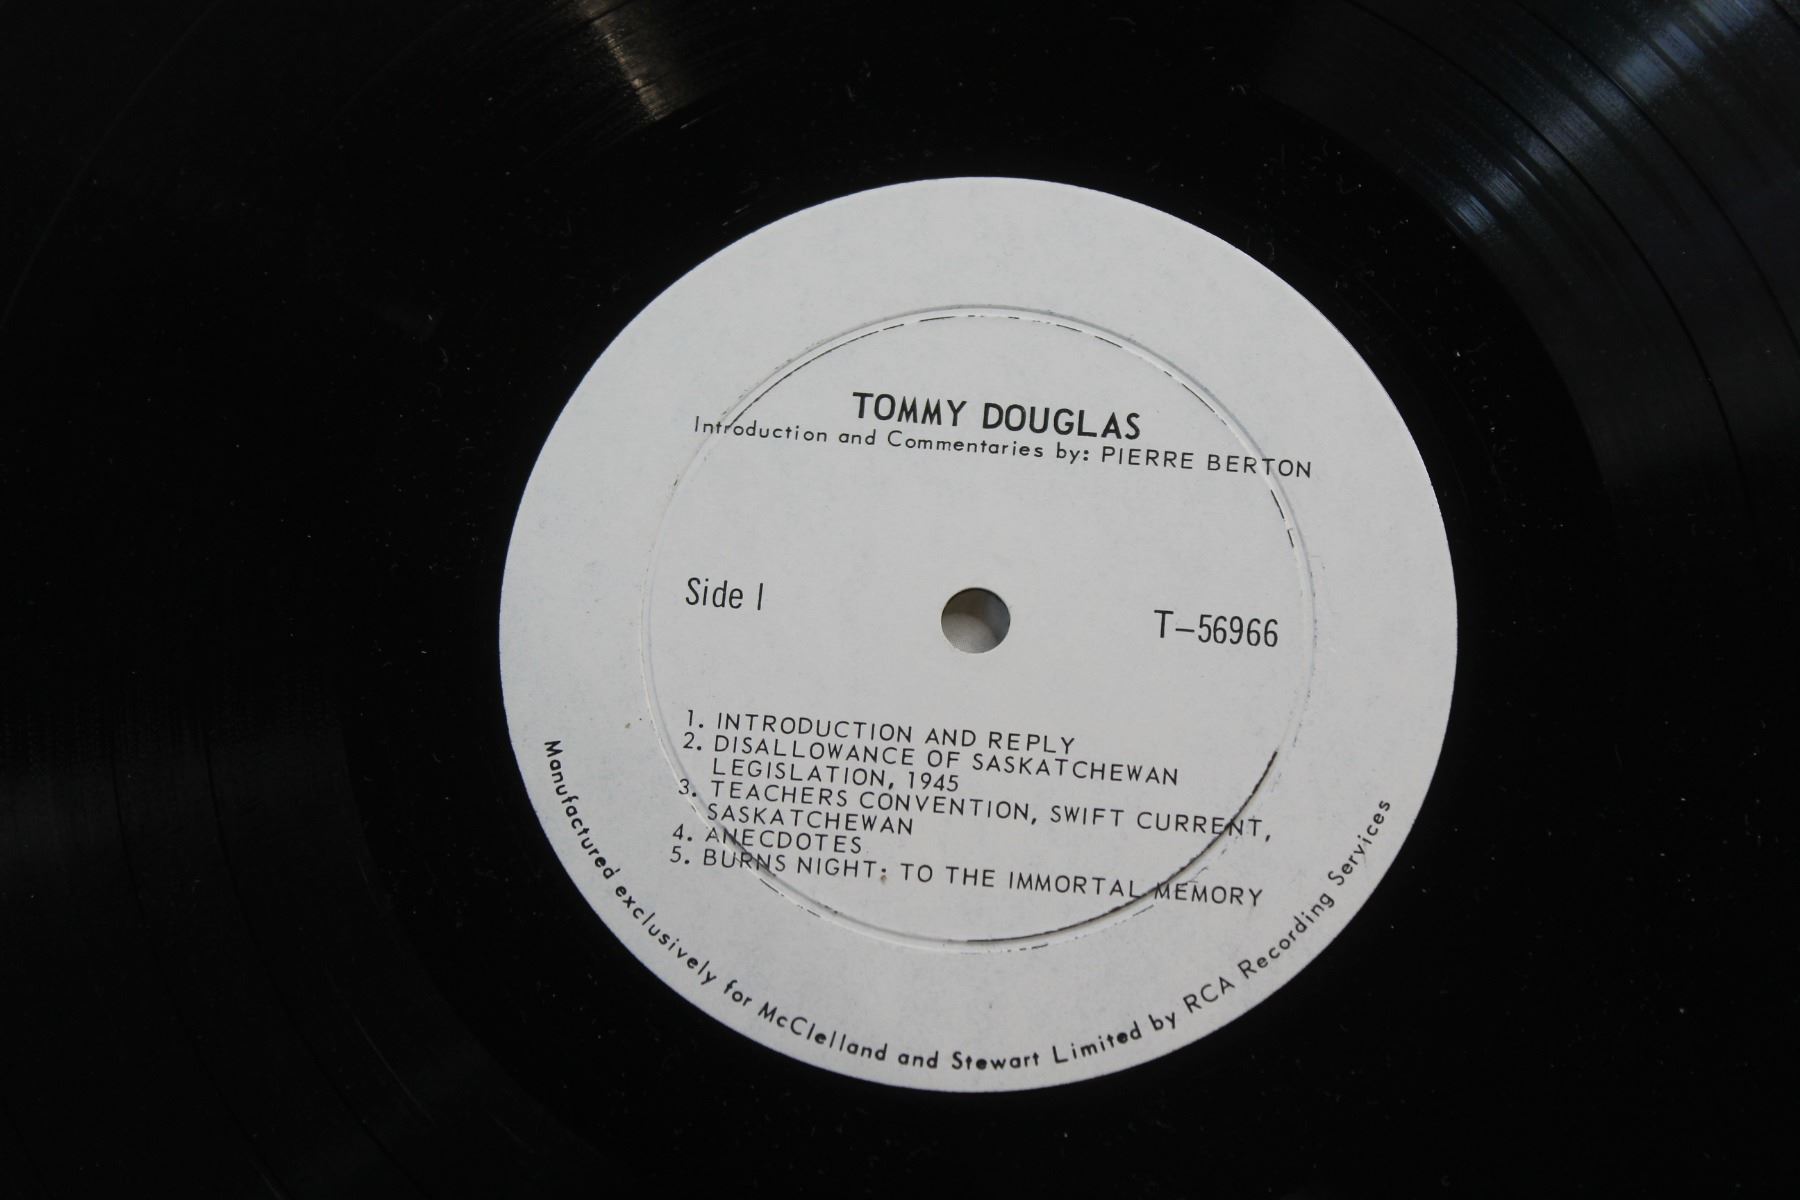 TOMMY DOUGLAS
Introduction and Commentaries by: PIERRE BERTON
Side I
T-56966
1. INTRODUCTION AND REPLY
2. DISALLOWANCE OF SASKATCHEWAN
LEGISLATION, 1945
3. TEACHERS CONVENTION, SWIFT CURRENT,
SASKATCHEWAN
4. ANECDOTES
5. BURNS NIGHT: TO THE IMMORTAL MEMORY
Manufactured exclusively for McClelland and Stewart Limited by RCA Recording Services